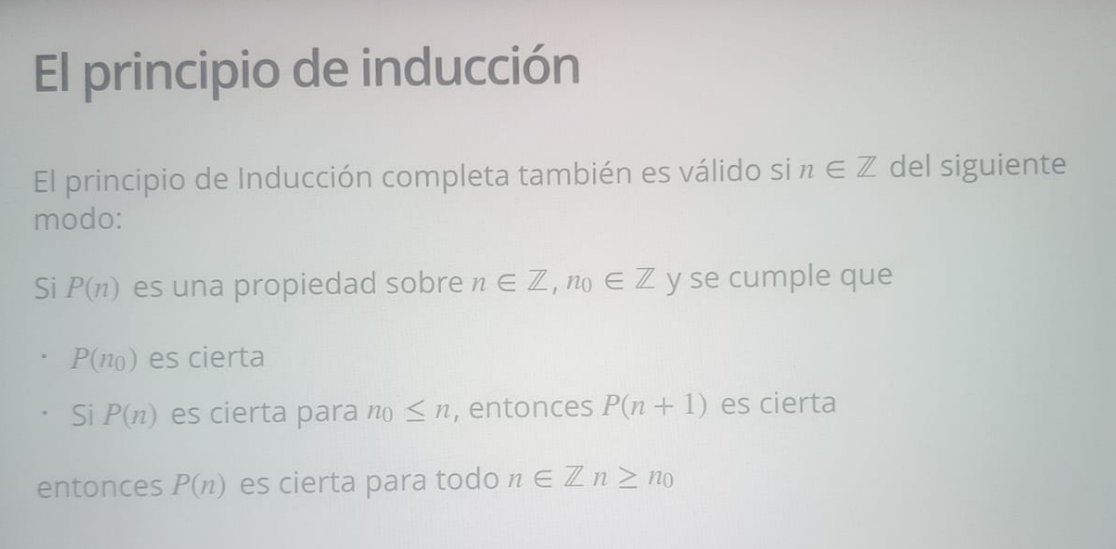 El principio de inducción
El principio de Inducción completa también es válido si n ∈ ℤ del siguiente
modo:
Si P(n) es una propiedad sobre n ∈ ℤ, n₀ ∈ ℤ y se cumple que
· P(n₀) es cierta
· Si P(n) es cierta para n₀ ≤ n, entonces P(n + 1) es cierta
entonces P(n) es cierta para todo n ∈ ℤ n ≥ n₀